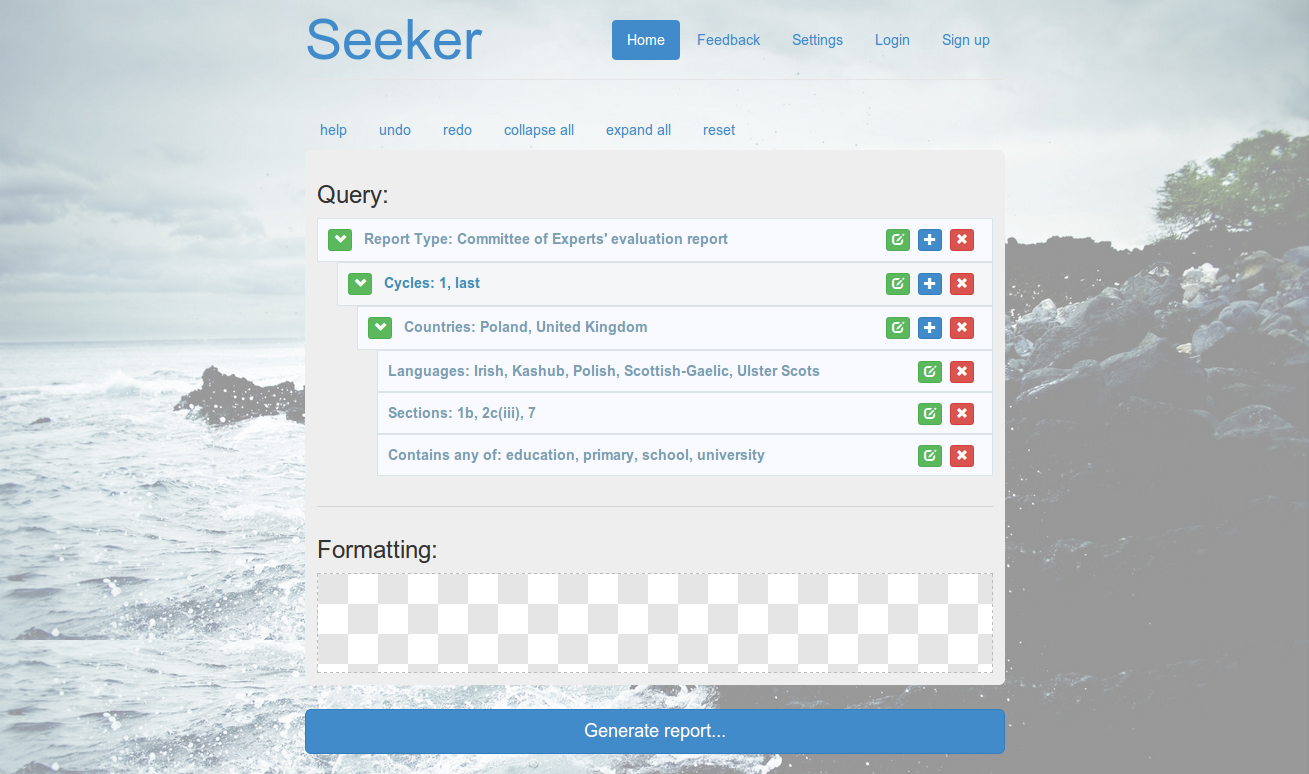 Seeker
Home Feedback Settings Login Sign up
help undo redo collapse all expand all reset
Query:
Report Type: Committee of Experts' evaluation report
Cycles: 1, last
Countries: Poland, United Kingdom
Languages: Irish, Kashub, Polish, Scottish-Gaelic, Ulster Scots
Sections: 1b, 2c(iii), 7
Contains any of: education, primary, school, university
Formatting:
Generate report...